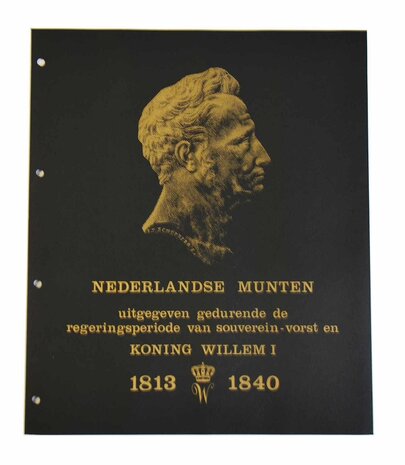 NEDERLANDSE MUNTEN
uitgegeven gedurende de
regeringsperiode van souverein-vorst en
KONING WILLEM I
1813 W 1840